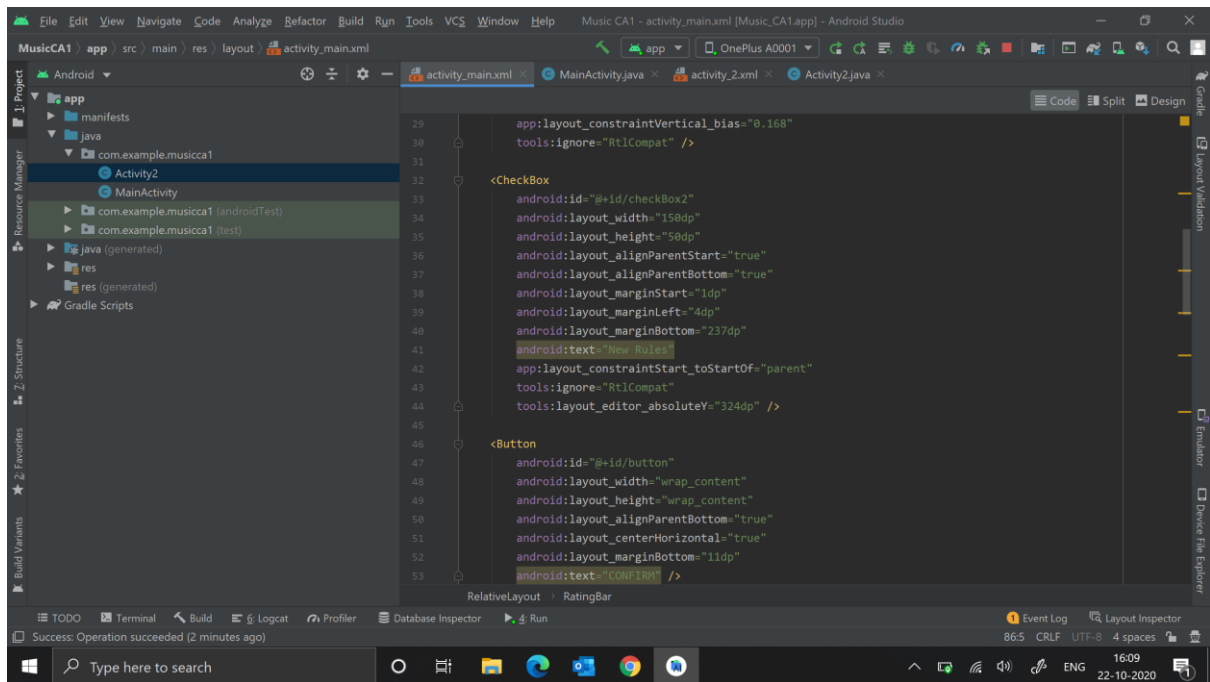 File Edit View Navigate Code Analyze Refactor Build Run Tools VCS Window Help Music CA1 - activity_main.xml [Music_CA1.app] - Android Studio
MusicCA1 app src main res layout activity_main.xml app OnePlus A0001
1: Project Android activity_main.xml MainActivity.java activity_2.xml Activity2.java Gradle
app Code Split Design
manifests
java
com.example.musicca1
Activity2
MainActivity
com.example.musicca1 (androidTest)
com.example.musicca1 (test)
java (generated)
res
res (generated)
Gradle Scripts
Resource Manager
Z: Structure
2: Favorites
Build Variants
29 app:layout_constraintVertical_bias="0.168"
30 tools:ignore="RtlCompat" />
31
32 <CheckBox
33 android:id="@+id/checkBox2"
34 android:layout_width="150dp"
35 android:layout_height="50dp"
36 android:layout_alignParentStart="true"
37 android:layout_alignParentBottom="true"
38 android:layout_marginStart="1dp"
39 android:layout_marginLeft="4dp"
40 android:layout_marginBottom="237dp"
41 android:text="New Rules"
42 app:layout_constraintStart_toStartOf="parent"
43 tools:ignore="RtlCompat"
44 tools:layout_editor_absoluteY="324dp" />
45
46 <Button
47 android:id="@+id/button"
48 android:layout_width="wrap_content"
49 android:layout_height="wrap_content"
50 android:layout_alignParentBottom="true"
51 android:layout_centerHorizontal="true"
52 android:layout_marginBottom="11dp"
53 android:text="CONFIRM" />
Layout Validation
Emulator
Device File Explorer
RelativeLayout RatingBar
TODO Terminal Build 6: Logcat Profiler Database Inspector 4: Run 1 Event Log Layout Inspector
Success: Operation succeeded (2 minutes ago) 86:5 CRLF UTF-8 4 spaces
Type here to search ENG 16:09
22-10-2020